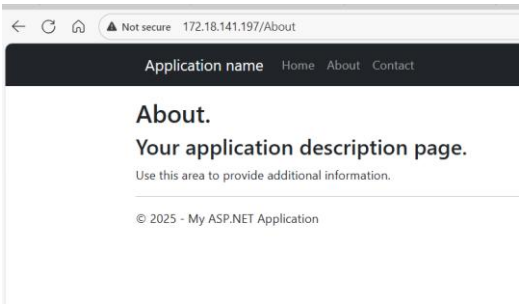 Not secure 172.18.141.197/About
Application name Home About Contact
About.
Your application description page.
Use this area to provide additional information.
© 2025 - My ASP.NET Application